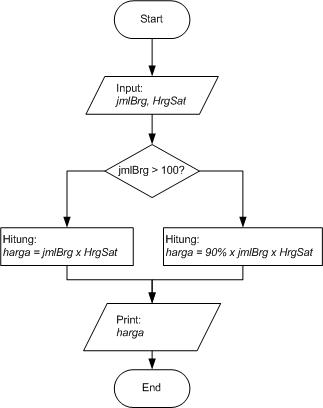 Start
Input:
jmlBrg, HrgSat
jmlBrg > 100?
Hitung:
harga = jmlBrg x HrgSat
Hitung:
harga = 90% x jmlBrg x HrgSat
Print:
harga
End